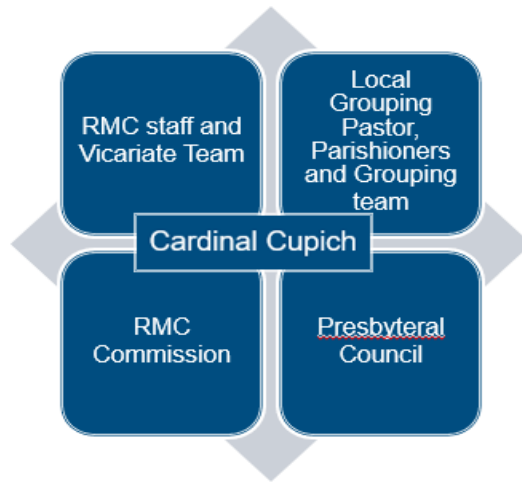 RMC staff and
Vicariate Team
Local
Grouping
Pastor,
Parishioners
and Grouping
team
Cardinal Cupich
RMC
Commission
Presbyteral
Council